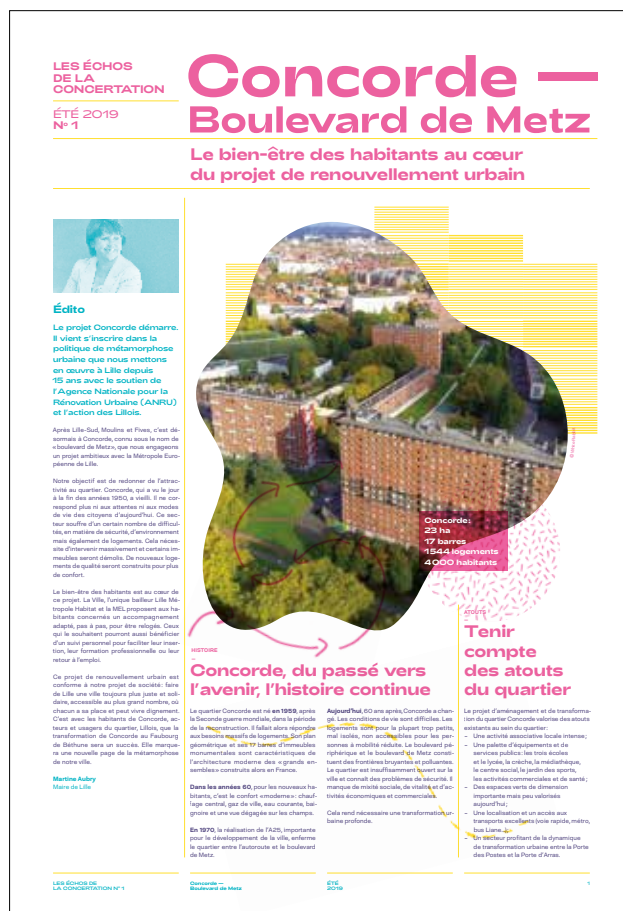 LES ÉCHOS
DE LA
CONCERTATION
ÉTÉ 2019
Nº 1
Concorde —
Boulevard de Metz
Le bien-être des habitants au cœur
du projet de renouvellement urbain
Édito
Le projet Concorde démarre.
Il vient s'inscrire dans la
politique de métamorphose
urbaine que nous mettons
en œuvre à Lille depuis
15 ans avec le soutien de
l'Agence Nationale pour la
Rénovation Urbaine (ANRU)
et l'action des Lillois.
Après Lille-Sud, Moulins et Fives, c'est dé-
sormais à Concorde, connu sous le nom de
«boulevard de Metz», que nous engageons
un projet ambitieux avec la Métropole Euro-
péenne de Lille.
Notre objectif est de redonner de l'attrac-
tivité au quartier. Concorde, qui a vu le jour
à la fin des années 1950, a vieilli. Il ne cor-
respond plus ni aux attentes ni aux modes
de vie des citoyens d'aujourd'hui. Ce sec-
teur souffre d'un certain nombre de difficul-
tés, en matière de sécurité, d'environnement
mais également de logements. Cela néces-
site d'intervenir massivement et certains im-
meubles seront démolis. De nouveaux loge-
ments de qualité seront construits pour plus
de confort.
Le bien-être des habitants est au cœur de
ce projet. La Ville, l'unique bailleur Lille Mé-
tropole Habitat et la MEL proposent aux ha-
bitants concernés un accompagnement
adapté, pas à pas, pour être relogés. Ceux
qui le souhaitent pourront aussi bénéficier
d'un suivi personnel pour faciliter leur inser-
tion, leur formation professionnelle ou leur
retour à l'emploi.
Ce projet de renouvellement urbain est
conforme à notre projet de société: faire
de Lille une ville toujours plus juste et soli-
daire, accessible au plus grand nombre, où
chacun a sa place et peut vivre dignement.
C'est avec les habitants de Concorde, ac-
teurs et usagers du quartier, Lillois, que la
transformation de Concorde au Faubourg
de Béthune sera un succès. Elle marque-
ra une nouvelle page de la métamorphose
de notre ville.
Martine Aubry
Maire de Lille
Concorde:
23 ha
17 barres
1544 logements
4000 habitants
HISTOIRE
–
Concorde, du passé vers
l'avenir, l'histoire continue
Le quartier Concorde est né en 1959, après
la Seconde guerre mondiale, dans la période
de la reconstruction. Il fallait alors répondre
aux besoins massifs de logements. Son plan
géométrique et ses 17 barres d'immeubles
monumentales sont caractéristiques de
l'architecture moderne des «grands en-
sembles» construits alors en France.
Dans les années 60, pour les nouveaux ha-
bitants, c'est le confort «moderne»: chauf-
fage central, gaz de ville, eau courante, bai-
gnoire et une vue dégagée sur les champs.
En 1970, la réalisation de l'A25, importante
pour le développement de la ville, enferme
le quartier entre l'autoroute et le boulevard
de Metz.
Aujourd'hui, 60 ans après, Concorde a chan-
gé. Les conditions de vie sont difficiles. Les
logements sont pour la plupart trop petits,
mal isolés, non accessibles pour les per-
sonnes à mobilité réduite. Le boulevard pé-
riphérique et le boulevard de Metz consti-
tuent des frontières bruyantes et polluantes.
Le quartier est insuffisamment ouvert sur la
ville et connaît des problèmes de sécurité. Il
manque de mixité sociale, de vitalité et d'ac-
tivités économiques et commerciales.
Cela rend nécessaire une transformation ur-
baine profonde.
ATOUTS
–
Tenir
compte
des atouts
du quartier
Le projet d'aménagement et de transforma-
tion du quartier Concorde valorise des atouts
existants au sein du quartier:
– Une activité associative locale intense;
– Une palette d'équipements et de
services publics: les trois écoles
et le lycée, la crèche, la médiathèque,
le centre social, le jardin des sports,
les activités commerciales et de santé;
– Des espaces verts de dimension
importante mais peu valorisés
aujourd'hui;
– Une localisation et un accès aux
transports excellents (voie rapide, métro,
bus Liane…);
– Un secteur profitant de la dynamique
de transformation urbaine entre la Porte
des Postes et la Porte d'Arras.
LES ÉCHOS DE
LA CONCERTATION Nº 1
Concorde —
Boulevard de Metz
ÉTÉ
2019
1